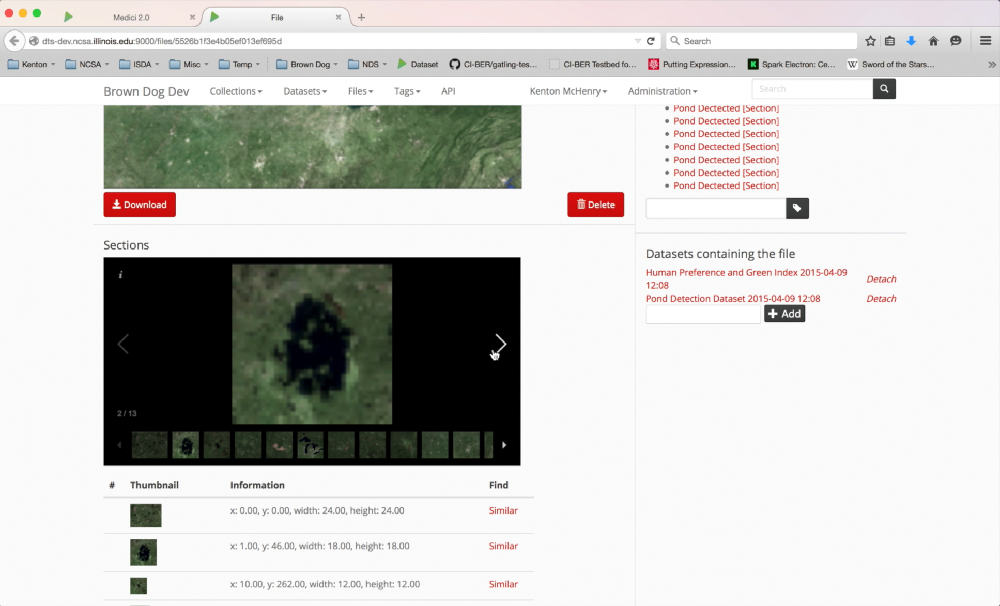 Medici 2.0
File
dts-dev.ncsa.illinois.edu:9000/files/5526b1f3e4b05ef013ef695d
Search
Kenton
NCSA
ISDA
Misc
Temp
Brown Dog
NDS
Dataset
CI-BER/gatling-tes...
CI-BER Testbed fo...
Putting Expression...
K
Spark Electron: Ce...
W
Sword of the Stars...
Brown Dog Dev
Collections
Datasets
Files
Tags
API
Kenton McHenry
Administration
Search
Pond Dectected [Section]
Pond Dectected [Section]
Pond Dectected [Section]
Pond Dectected [Section]
Pond Dectected [Section]
Pond Dectected [Section]
Pond Dectected [Section]
Download
Delete
Sections
i
2 / 13
Datasets containing the file
Human Preference and Green Index 2015-04-09
12:08
Detach
Pond Detection Dataset 2015-04-09 12:08
Detach
Add
# Thumbnail Information Find
x: 0.00, y: 0.00, width: 24.00, height: 24.00 Similar
x: 1.00, y: 46.00, width: 18.00, height: 18.00 Similar
x: 10.00, y: 262.00, width: 12.00, height: 12.00 Similar